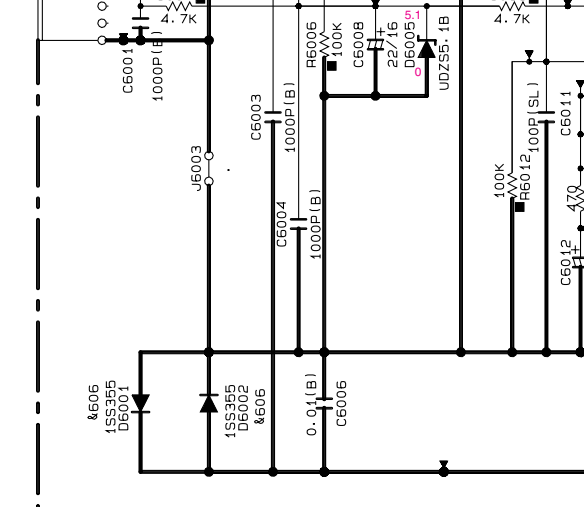 4.7K
4.7K
C6001
1000P(B)
R6006
100K
C6008
22/16
+
D6005
5.1
0
UDZS5.1B
C6003
1000P(B)
C6011
100P(SL)
J6003
100K
R6012
470
C6004
1000P(B)
C6012
+
&606
1SS355
D6001
1SS355
D6002
&606
0.01(B)
C6006